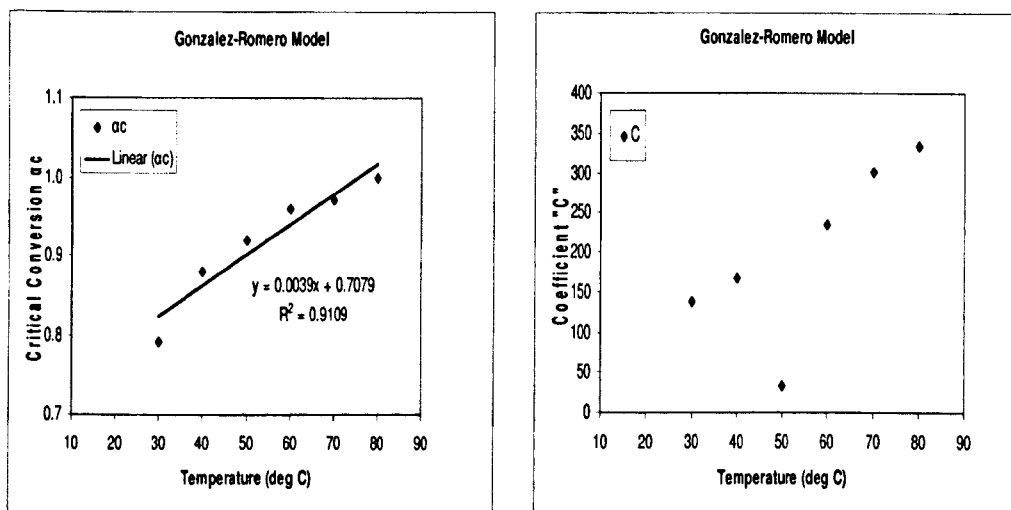 Gonzalez-Romero Model
1.1
1.0
0.9
0.8
0.7
Critical Conversion αc
αc
Linear (αc)
y = 0.0039x + 0.7079
R² = 0.9109
10 20 30 40 50 60 70 80 90
Temperature (deg C)
Gonzalez-Romero Model
400
350
300
250
200
150
100
50
0
Coefficient "C"
C
10 20 30 40 50 60 70 80 90
Temperature (deg C)